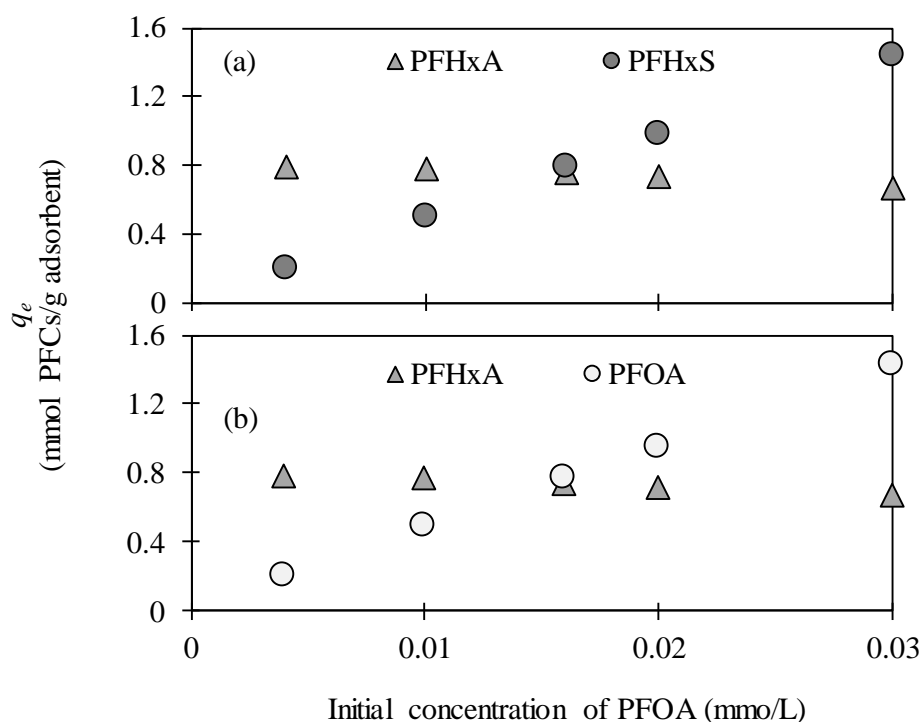 1.6
(a)
PFHxA
PFHxS
1.2
0.8
0.4
0
qe
(mmol PFCs/g adsorbent)
1.6
PFHxA
PFOA
1.2
(b)
0.8
0.4
0
0
0.01
0.02
0.03
Initial concentration of PFOA (mmo/L)